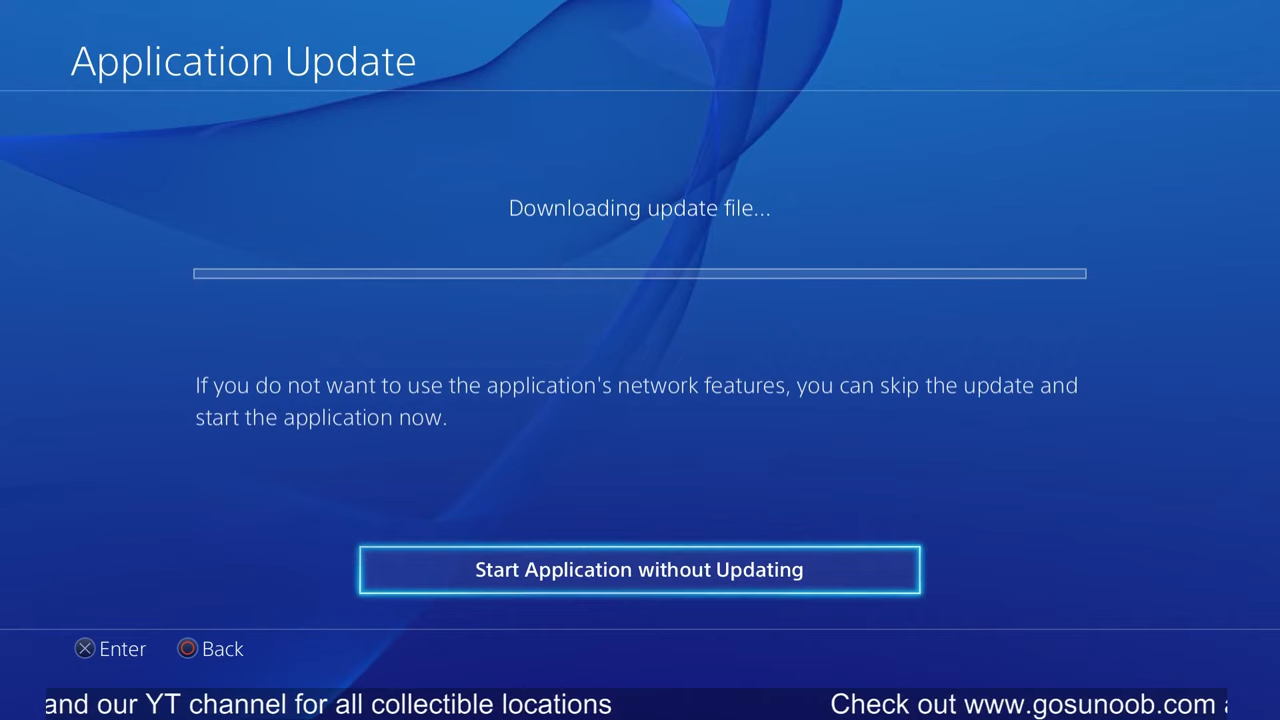 Application Update
Downloading update file...
If you do not want to use the application's network features, you can skip the update and
start the application now.
Start Application without Updating
Enter Back
and our YT channel for all collectible locations Check out www.gosunoob.com